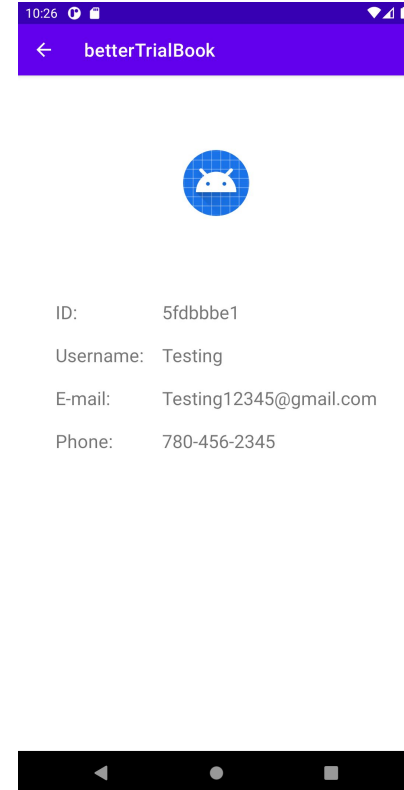 10:26
betterTrialBook
ID: 5fdbbbe1
Username: Testing
E-mail: Testing12345@gmail.com
Phone: 780-456-2345